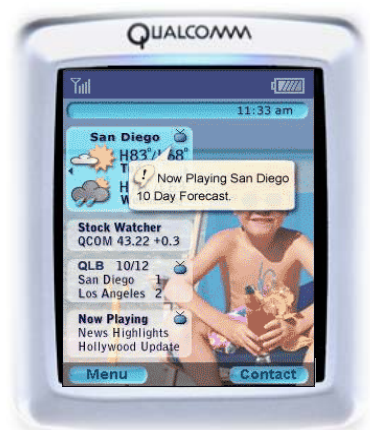 QUALCOMM
11:33 am
San Diego
H83°/L68°
Now Playing San Diego
10 Day Forecast.
Stock Watcher
QCOM 43.22 +0.3
QLB 10/12
San Diego 1
Los Angeles 2
Now Playing
News Highlights
Hollywood Update
Menu
Contact